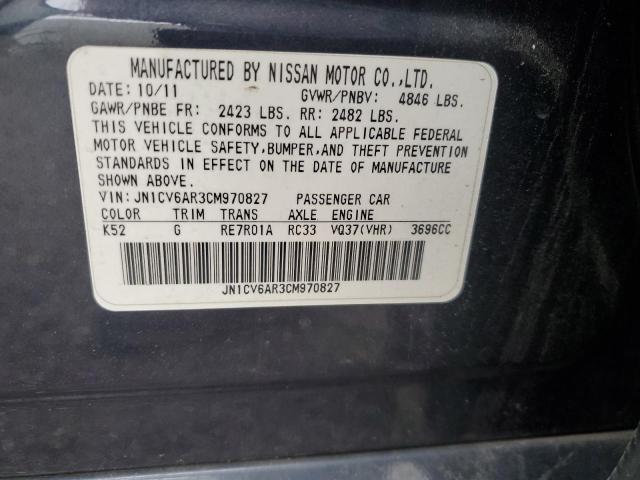 MANUFACTURED BY NISSAN MOTOR CO.,LTD.
DATE: 10/11 GVWR/PNBV: 4846 LBS.
GAWR/PNBE FR: 2423 LBS. RR: 2482 LBS.
THIS VEHICLE CONFORMS TO ALL APPLICABLE FEDERAL
MOTOR VEHICLE SAFETY,BUMPER,AND THEFT PREVENTION
STANDARDS IN EFFECT ON THE DATE OF MANUFACTURE
SHOWN ABOVE.
VIN: JN1CV6AR3CM970827 PASSENGER CAR
COLOR TRIM TRANS AXLE ENGINE
K52 G RE7R01A RC33 VQ37(VHR) 3696CC
JN1CV6AR3CM970827